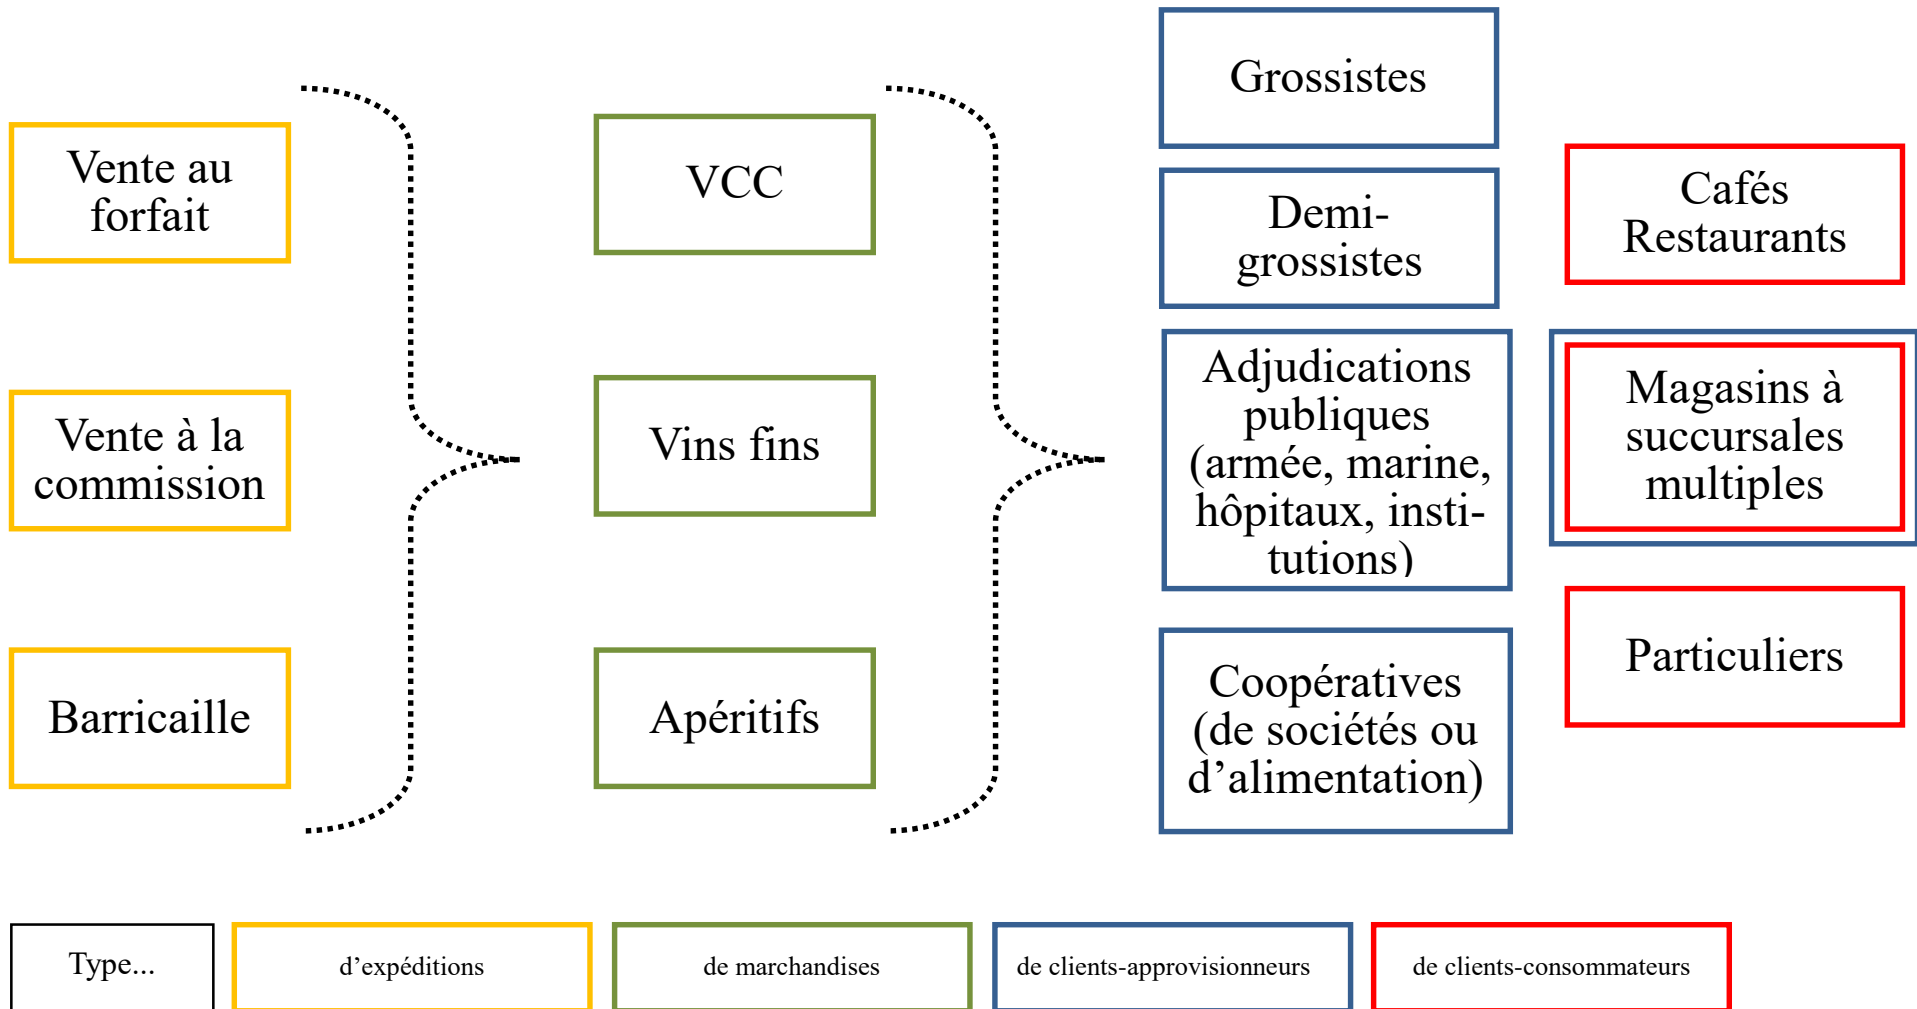 Vente au
forfait
Vente à la
commission
Barricaille
VCC
Vins fins
Apéritifs
Grossistes
Demi-
grossistes
Adjudications
publiques
(armée, marine,
hôpitaux, insti-
tutions)
Coopératives
(de sociétés ou
d’alimentation)
Cafés
Restaurants
Magasins à
succursales
multiples
Particuliers
Type...
d’expéditions
de marchandises
de clients-approvisionneurs
de clients-consommateurs